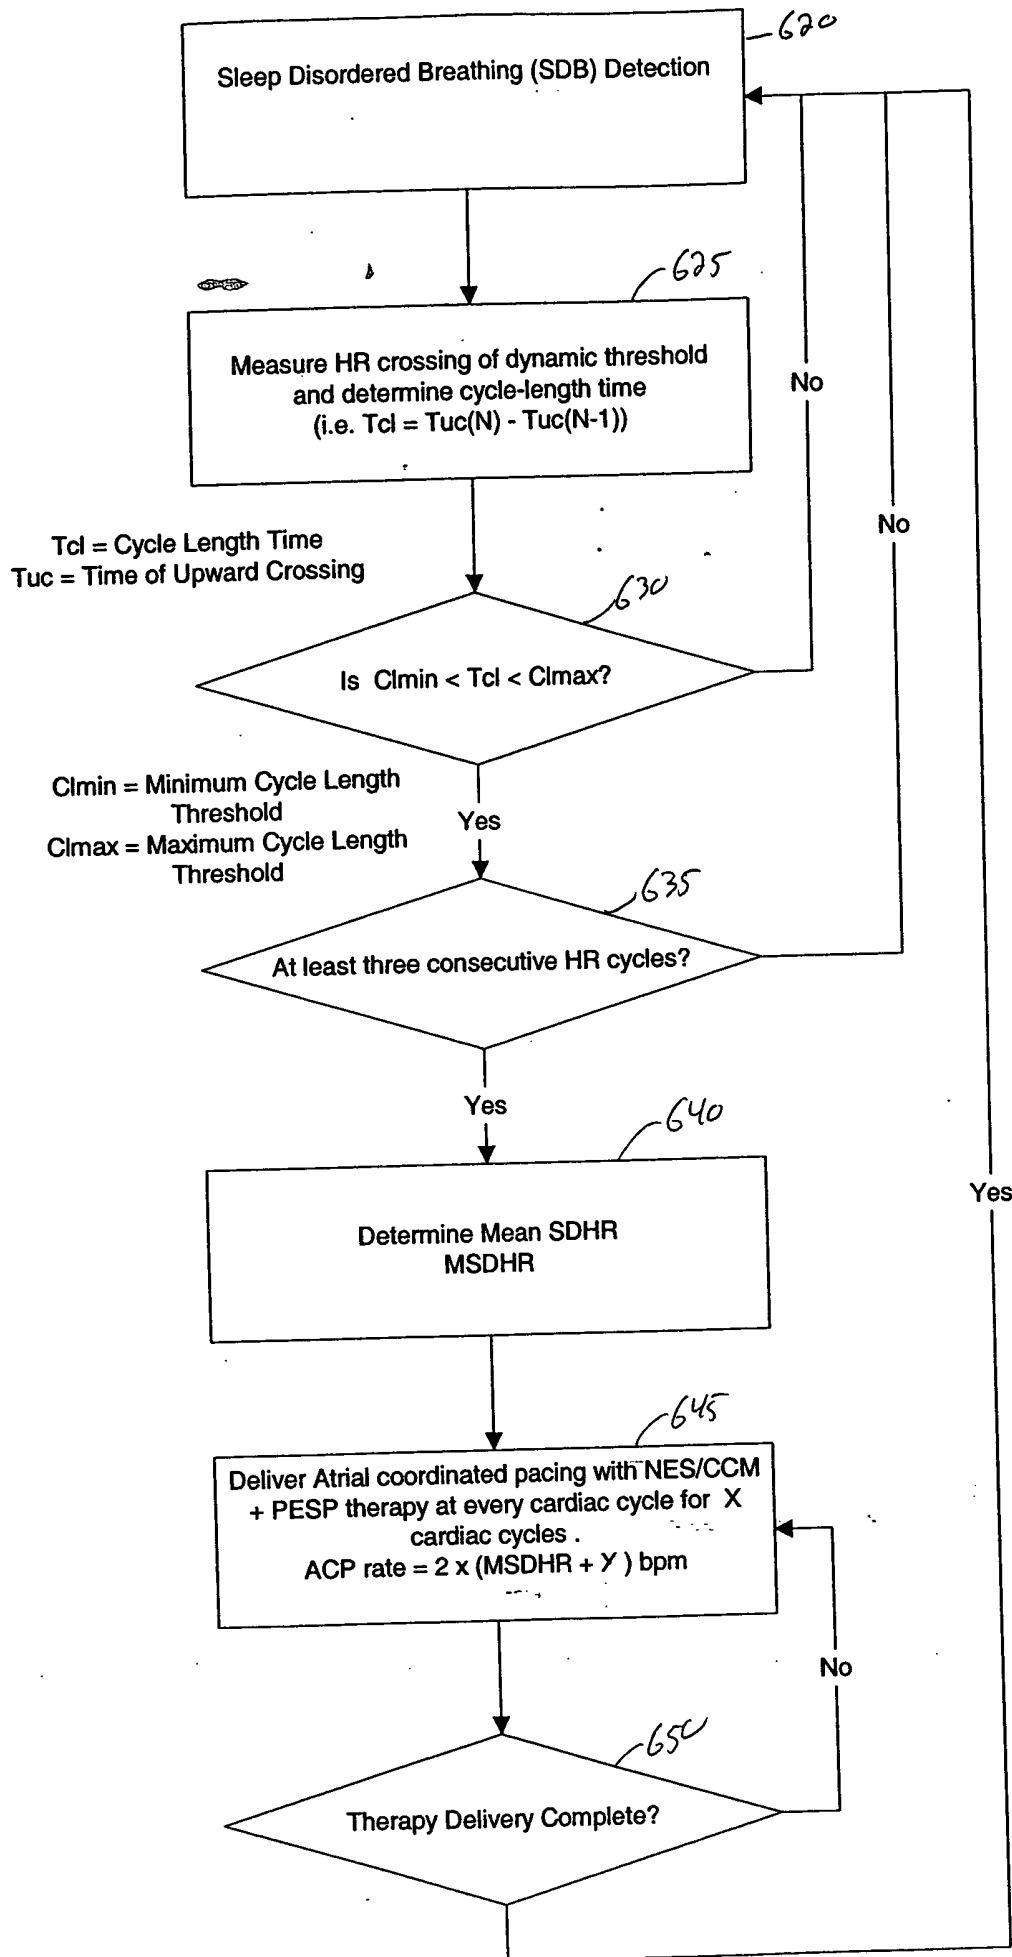 620
Sleep Disordered Breathing (SDB) Detection
625
Measure HR crossing of dynamic threshold
and determine cycle-length time
(i.e. Tcl = Tuc(N) - Tuc(N-1))
No
No
Tcl = Cycle Length Time
Tuc = Time of Upward Crossing
630
Is Clmin < Tcl < Clmax?
Clmin = Minimum Cycle Length
Threshold
Clmax = Maximum Cycle Length
Threshold
Yes
635
At least three consecutive HR cycles?
Yes
640
Yes
Determine Mean SDHR
MSDHR
645
Deliver Atrial coordinated pacing with NES/CCM
+ PESP therapy at every cardiac cycle for X
cardiac cycles .
ACP rate = 2 x (MSDHR + Y ) bpm
No
650
Therapy Delivery Complete?